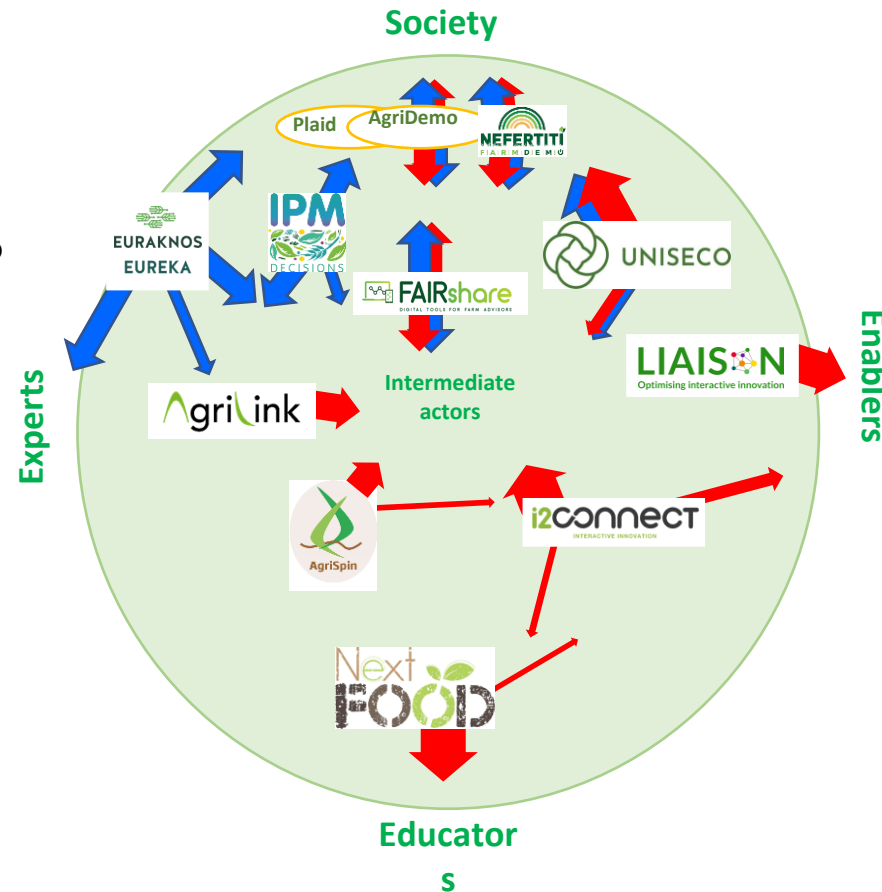 Society
Plaid
AgriDemo
NEFERTITI
FARMDEMO
EURAKNOS
EUREKA
IPM
DECISIONS
UNISECO
FAIRshare
DIGITAL TOOLS FOR FARM ADVISORS
LIAISON
Optimising interactive innovation
Enablers
Experts
Intermediate
actors
AgriLink
i2connect
INTERACTIVE INNOVATION
AgriSpin
Next
FOOD
Educator
s